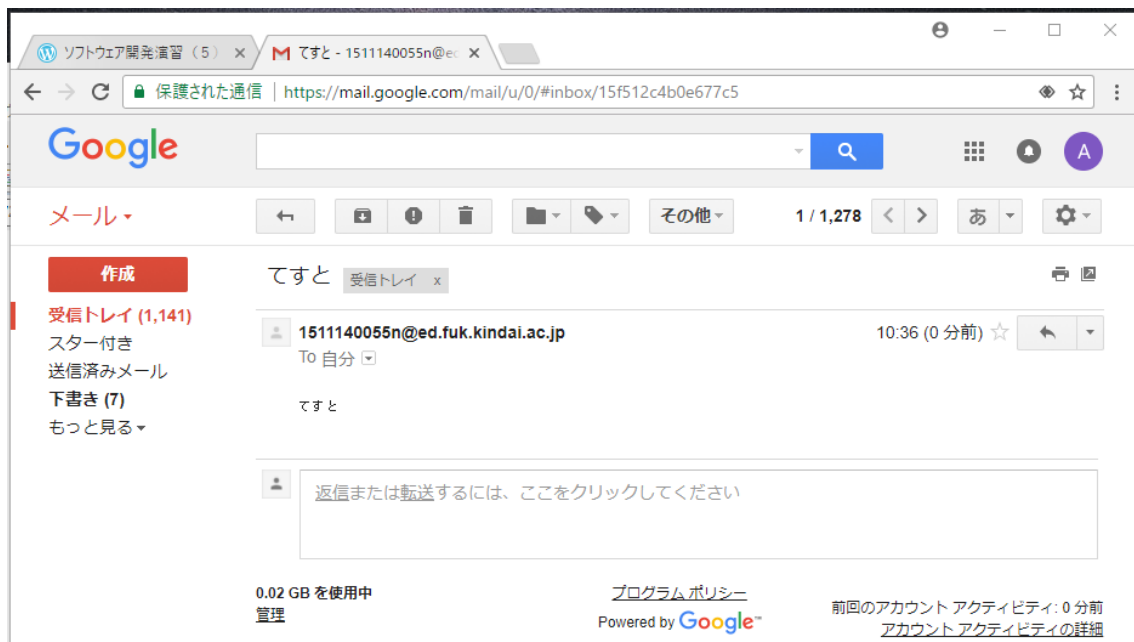 ソフトウェア開発演習（5）
てすと - 1511140055n@ec
保護された通信 https://mail.google.com/mail/u/0/#inbox/15f512c4b0e677c5
Google
A
メール その他 1 / 1,278 あ
作成
てすと 受信トレイ x
受信トレイ (1,141)
スター付き
送信済みメール
下書き (7)
もっと見る
1511140055n@ed.fuk.kindai.ac.jp 10:36 (0 分前)
To 自分
てすと
返信または転送するには、ここをクリックしてください
0.02 GB を使用中
管理
プログラム ポリシー
Powered by Google™
前回のアカウント アクティビティ: 0 分前
アカウント アクティビティの詳細